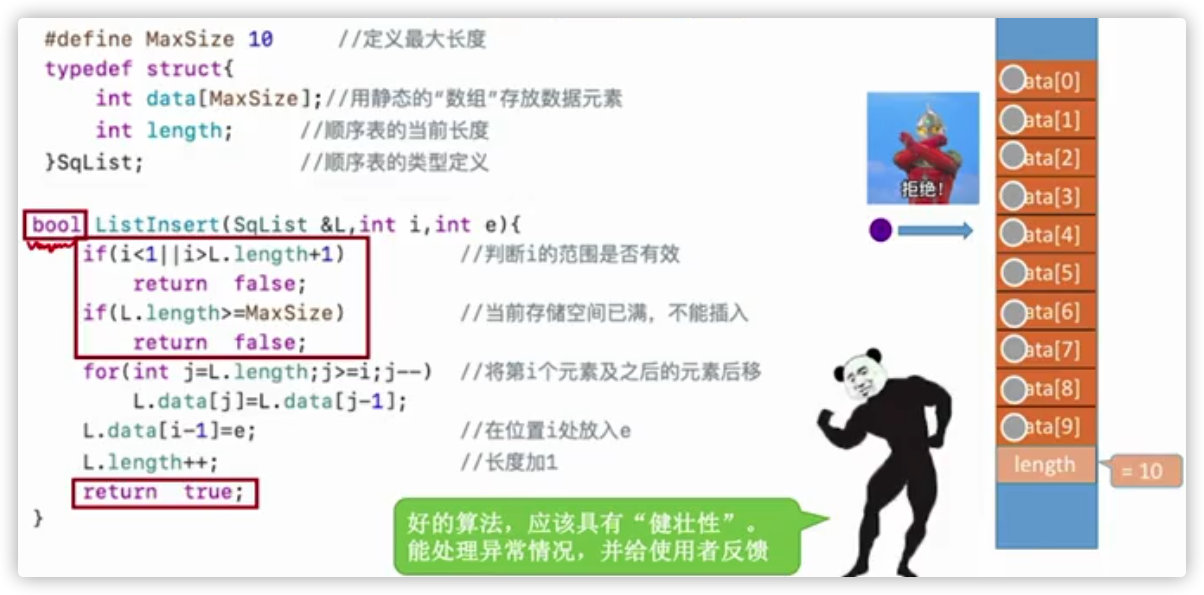 #define MaxSize 10 //定义最大长度
typedef struct{
int data[MaxSize];//用静态的“数组”存放数据元素
int length; //顺序表的当前长度
}SqList; //顺序表的类型定义
bool ListInsert(SqList &L,int i,int e){
if(i<1||i>L.length+1) //判断i的范围是否有效
return false;
if(L.length>=MaxSize) //当前存储空间已满，不能插入
return false;
for(int j=L.length;j>=i;j--) //将第i个元素及之后的元素后移
L.data[j]=L.data[j-1];
L.data[i-1]=e; //在位置i处放入e
L.length++; //长度加1
return true;
}
拒绝!
好的算法，应该具有“健壮性”。
能处理异常情况，并给使用者反馈
ata[0]
ata[1]
ata[2]
ata[3]
ata[4]
ata[5]
ata[6]
ata[7]
ata[8]
ata[9]
length
= 10